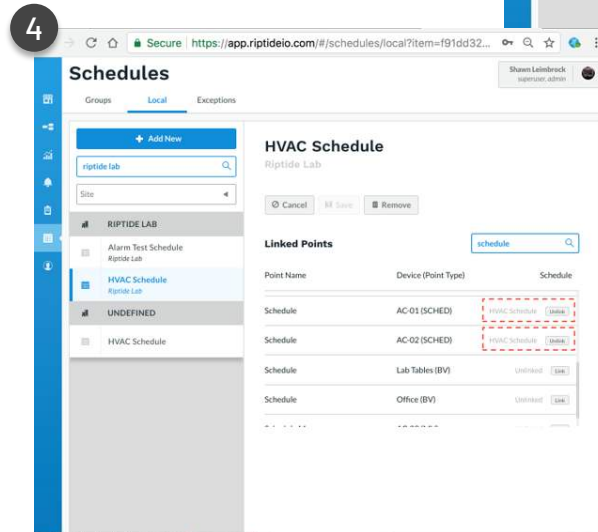 4
Secure https://app.riptideio.com/#/schedules/local?item=f91dd32...
Schedules
Shawn Leimbrock
superuser, admin
Groups Local Exceptions
+ Add New
riptide lab
Site
RIPTIDE LAB
Alarm Test Schedule
Riptide Lab
HVAC Schedule
Riptide Lab
UNDEFINED
HVAC Schedule
HVAC Schedule
Riptide Lab
Cancel Save Remove
Linked Points
schedule
Point Name Device (Point Type) Schedule
Schedule AC-01 (SCHED) HVAC Schedule Unlink
Schedule AC-02 (SCHED) HVAC Schedule Unlink
Schedule Lab Tables (BV) Unlinked Link
Schedule Office (BV) Unlinked Link